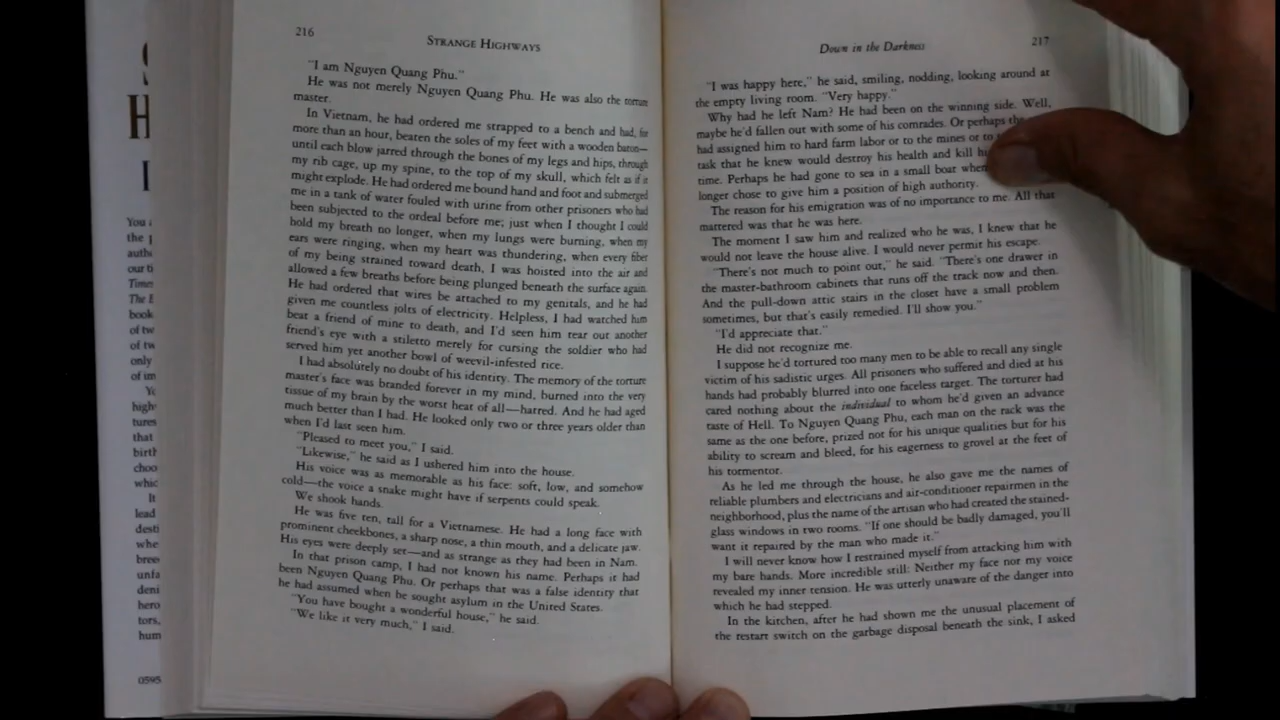 216
STRANGE HIGHWAYS
"I am Nguyen Quang Phu."
He was not merely Nguyen Quang Phu. He was also the torture
master.
In Vietnam, he had ordered me strapped to a bench and had, for
more than an hour, beaten the soles of my feet with a wooden baton—
until each blow jarred through the bones of my legs and hips, through
my rib cage, up my spine, to the top of my skull, which felt as if it
might explode. He had ordered me bound hand and foot and submerged
me in a tank of water fouled with urine from other prisoners who had
been subjected to the ordeal before me; just when I thought I could
hold my breath no longer, when my lungs were burning, when my
ears were ringing, when my heart was thundering, when every fiber
of my being strained toward death, I was hoisted into the air and
allowed a few breaths before being plunged beneath the surface again.
He had ordered that wires be attached to my genitals, and he had
given me countless jolts of electricity. Helpless, I had watched him
beat a friend of mine to death, and I'd seen him tear out another
friend's eye with a stiletto merely for cursing the soldier who had
served him yet another bowl of weevil-infested rice.
I had absolutely no doubt of his identity. The memory of the torture
master's face was branded forever in my mind, burned into the very
tissue of my brain by the worst heat of all—hatred. And he had aged
much better than I had. He looked only two or three years older than
when I'd last seen him.
"Pleased to meet you," I said.
"Likewise," he said as I ushered him into the house.
His voice was as memorable as his face: soft, low, and somehow
cold—the voice a snake might have if serpents could speak.
We shook hands.
He was five ten, tall for a Vietnamese. He had a long face with
prominent cheekbones, a sharp nose, a thin mouth, and a delicate jaw.
His eyes were deeply set—and as strange as they had been in Nam.
In that prison camp, I had not known his name. Perhaps it had
been Nguyen Quang Phu. Or perhaps that was a false identity that
he had assumed when he sought asylum in the United States.
"You have bought a wonderful house," he said.
"We like it very much," I said.
Down in the Darkness
217
"I was happy here," he said, smiling, nodding, looking around at
the empty living room. "Very happy."
Why had he left Nam? He had been on the winning side. Well,
maybe he'd fallen out with some of his comrades. Or perhaps the
had assigned him to hard farm labor or to the mines or to
task that he knew would destroy his health and kill
time. Perhaps he had gone to sea in a small boat when
longer chose to give him a position of high authority.
The reason for his emigration was of no importance to me. All that
mattered was that he was here.
The moment I saw him and realized who he was, I knew that he
would not leave the house alive. I would never permit his escape.
"There's not much to point out," he said. "There's one drawer in
the master-bathroom cabinets that runs off the track now and then.
And the pull-down attic stairs in the closet have a small problem
sometimes, but that's easily remedied. I'll show you."
"I'd appreciate that."
He did not recognize me.
I suppose he'd tortured too many men to be able to recall any single
victim of his sadistic urges. All prisoners who suffered and died at his
hands had probably blurred into one faceless target. The torturer had
cared nothing about the individual to whom he'd given an advance
taste of Hell. To Nguyen Quang Phu, each man on the rack was the
same as the one before, prized not for his unique qualities but for his
ability to scream and bleed, for his eagerness to grovel at the feet of
his tormentor.
As he led me through the house, he also gave me the names of
reliable plumbers and electricians and air-conditioner repairmen in the
neighborhood, plus the name of the artisan who had created the stained-
glass windows in two rooms. "If one should be badly damaged, you'll
want it repaired by the man who made it."
I will never know how I restrained myself from attacking him with
my bare hands. More incredible still: Neither my face nor my voice
revealed my inner tension. He was utterly unaware of the danger into
which he had stepped.
In the kitchen, after he had shown me the unusual placement of
the restart switch on the garbage disposal beneath the sink, I asked